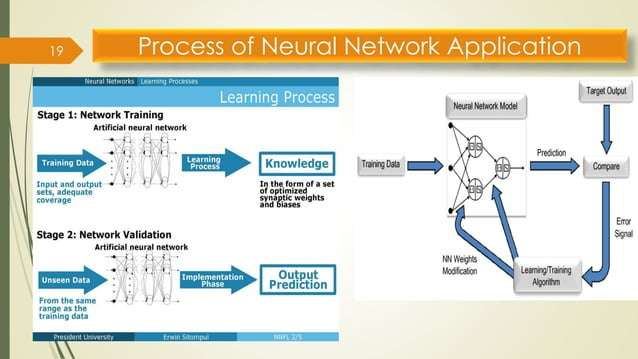 19
Process of Neural Network Application
Neural Networks Learning Processes
Learning Process
Stage 1: Network Training
Artificial neural network
Training Data
Learning
Process
Knowledge
Input and output
sets, adequate
coverage
In the form of a set
of optimized
synaptic weights
and biases
Stage 2: Network Validation
Artificial neural network
Unseen Data
Implementation
Phase
Output
Prediction
From the same
range as the
training data
President University
Erwin Sitompul
NNFL 2/5
Target Output
Neural Network Model
Training Data
Prediction
Compare
Error
Signal
NN Weights
Modification
Learning/Training
Algorithm